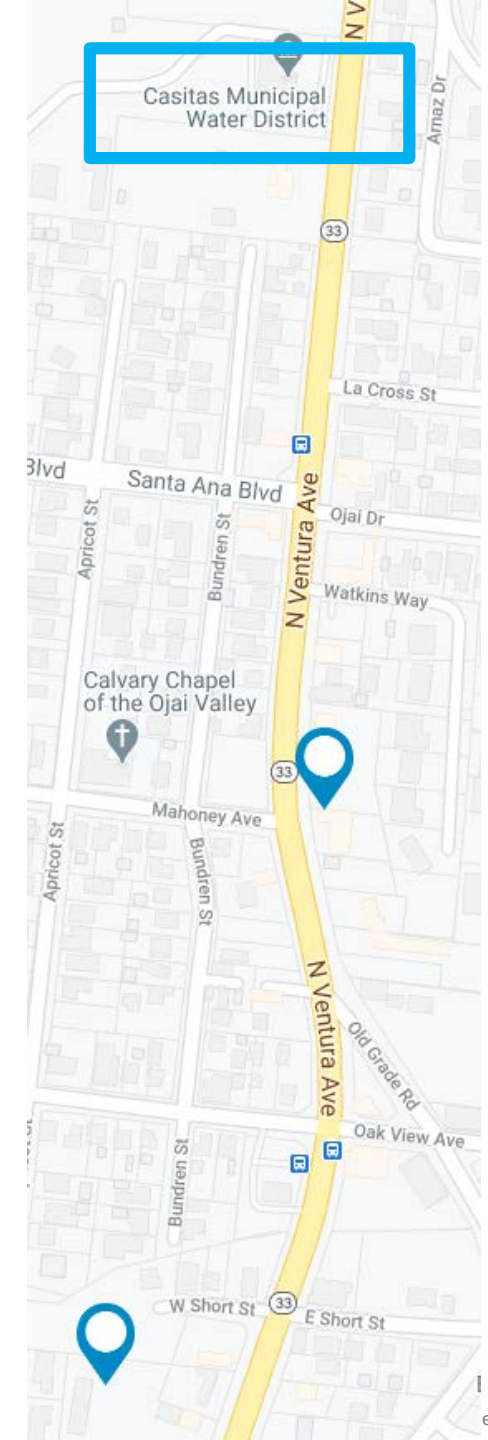 N V
Casitas Municipal
Water District
Arnaz Dr
33
La Cross St
Blvd
Santa Ana Blvd
N Ventura Ave
Ojai Dr
Apricot St
Bundren St
Watkins Way
Calvary Chapel
of the Ojai Valley
33
Mahoney Ave
Apricot St
Bundren St
N Ventura Ave
Old Grade Rd
Oak View Ave
Bundren St
W Short St
33
E Short St